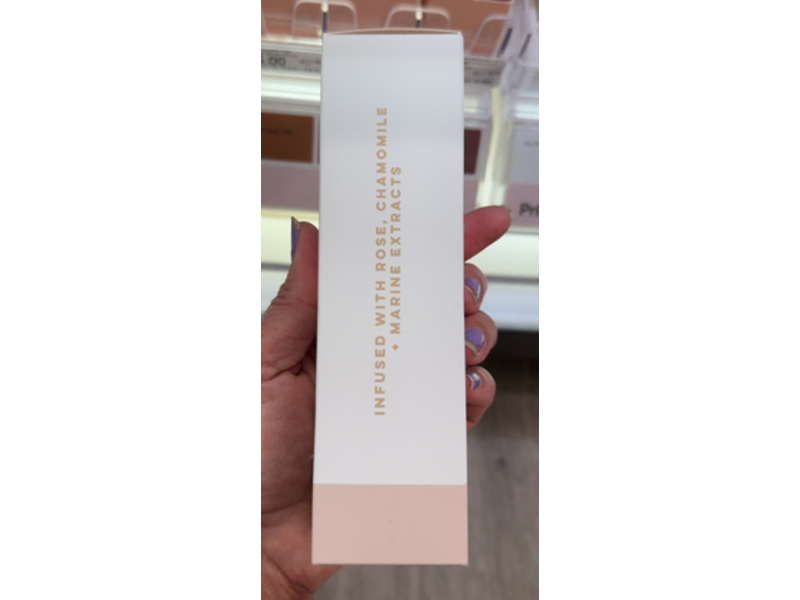 INFUSED WITH ROSE, CHAMOMILE
+ MARINE EXTRACTS